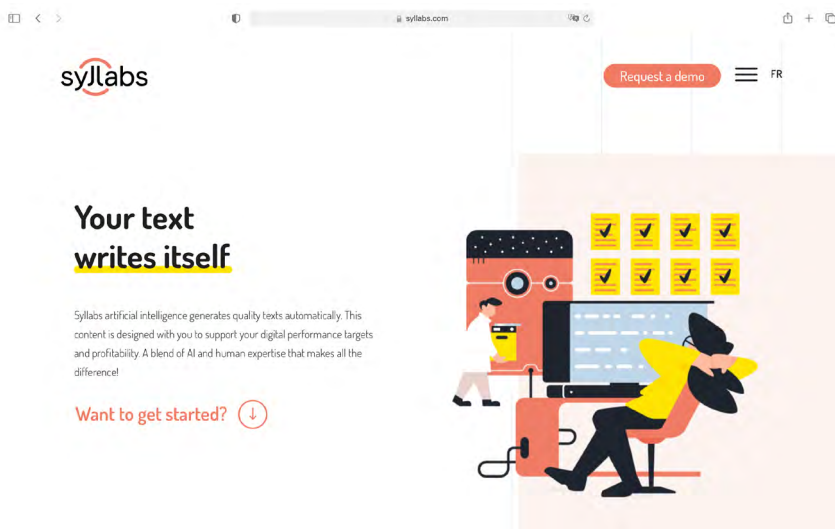 syllabs.com
syllabs
Request a demo
FR
Your text
writes itself
Syllabs artificial intelligence generates quality texts automatically. This
content is designed with you to support your digital performance targets
and profitability. A blend of AI and human expertise that makes all the
difference!
Want to get started?